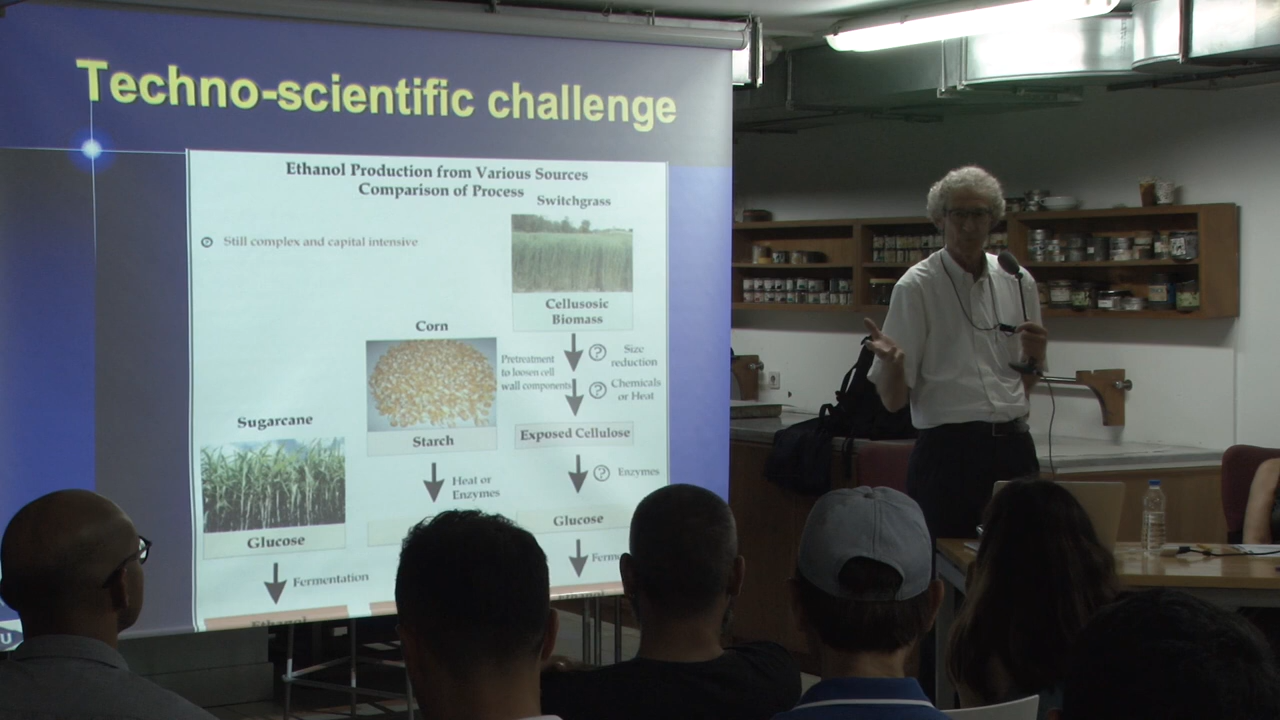 Techno-scientific challenge
Ethanol Production from Various Sources
Comparison of Process
Switchgrass
Still complex and capital intensive
Cellusosic
Biomass
Corn
Pretreatment
to loosen cell
wall components
?
Size
reduction
?
Chemicals
or Heat
Sugarcane
Starch
Exposed Cellulose
Heat or
Enzymes
?
Enzymes
Glucose
Glucose
Fermentation
Ferm
Ethanol
U